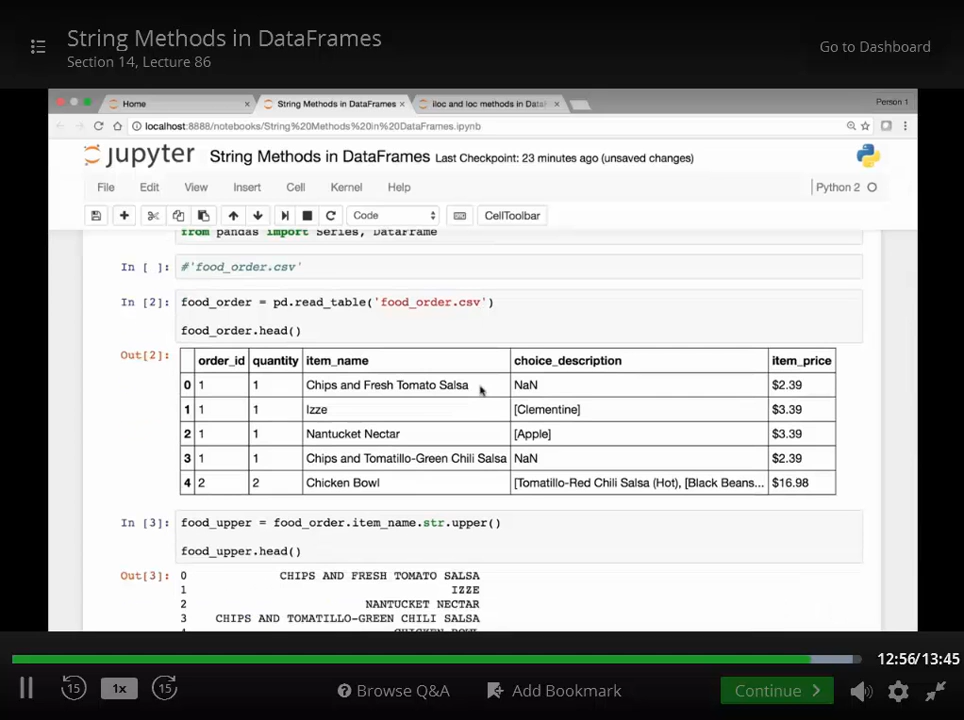 String Methods in DataFrames
Section 14, Lecture 86
Go to Dashboard
Home
String Methods in DataFrames
iloc and loc methods in DataF
Person 1
localhost:8888/notebooks/String%20Methods%20in%20DataFrames.ipynb
jupyter String Methods in DataFrames Last Checkpoint: 23 minutes ago (unsaved changes)
File Edit View Insert Cell Kernel Help Python 2
Code CellToolbar
from pandas import Series, DataFrame
In [ ]: #'food_order.csv'
In [2]: food_order = pd.read_table('food_order.csv')
food_order.head()
Out[2]: order_id quantity item_name choice_description item_price
0 1 1 Chips and Fresh Tomato Salsa NaN $2.39
1 1 1 Izze [Clementine] $3.39
2 1 1 Nantucket Nectar [Apple] $3.39
3 1 1 Chips and Tomatillo-Green Chili Salsa NaN $2.39
4 2 2 Chicken Bowl [Tomatillo-Red Chili Salsa (Hot), [Black Beans... $16.98
In [3]: food_upper = food_order.item_name.str.upper()
food_upper.head()
Out[3]: 0 CHIPS AND FRESH TOMATO SALSA
1 IZZE
2 NANTUCKET NECTAR
3 CHIPS AND TOMATILLO-GREEN CHILI SALSA
4 CHICKEN BOWL
12:56/13:45
15 1x 15 Browse Q&A Add Bookmark Continue